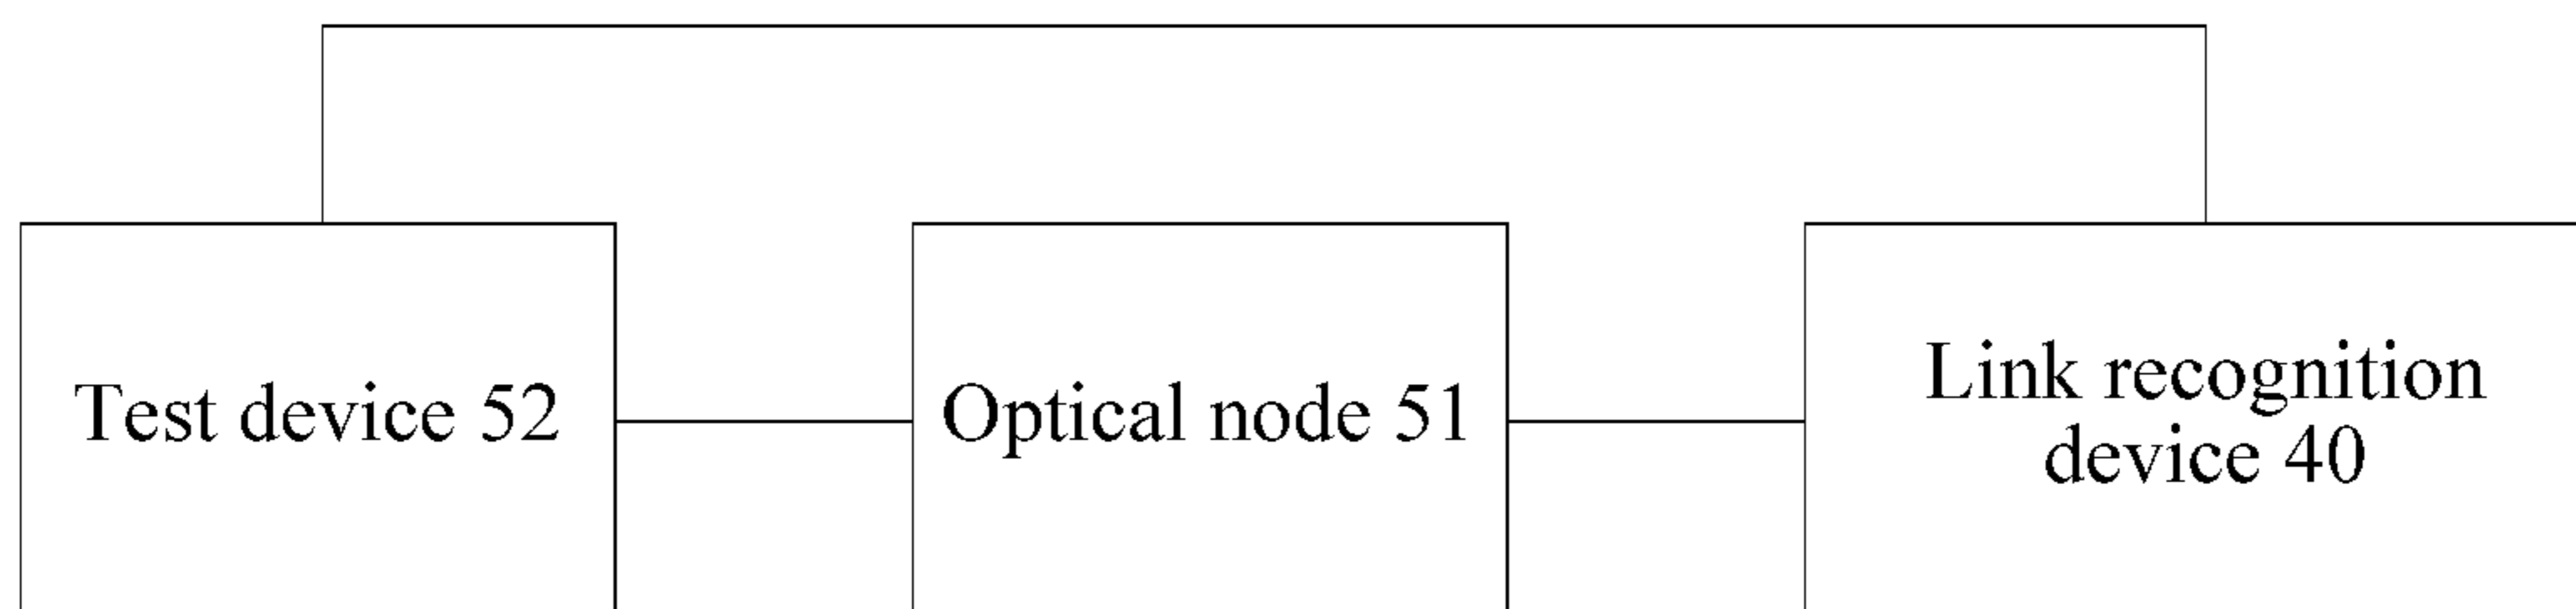 Test device 52
Optical node 51
Link recognition
device 40